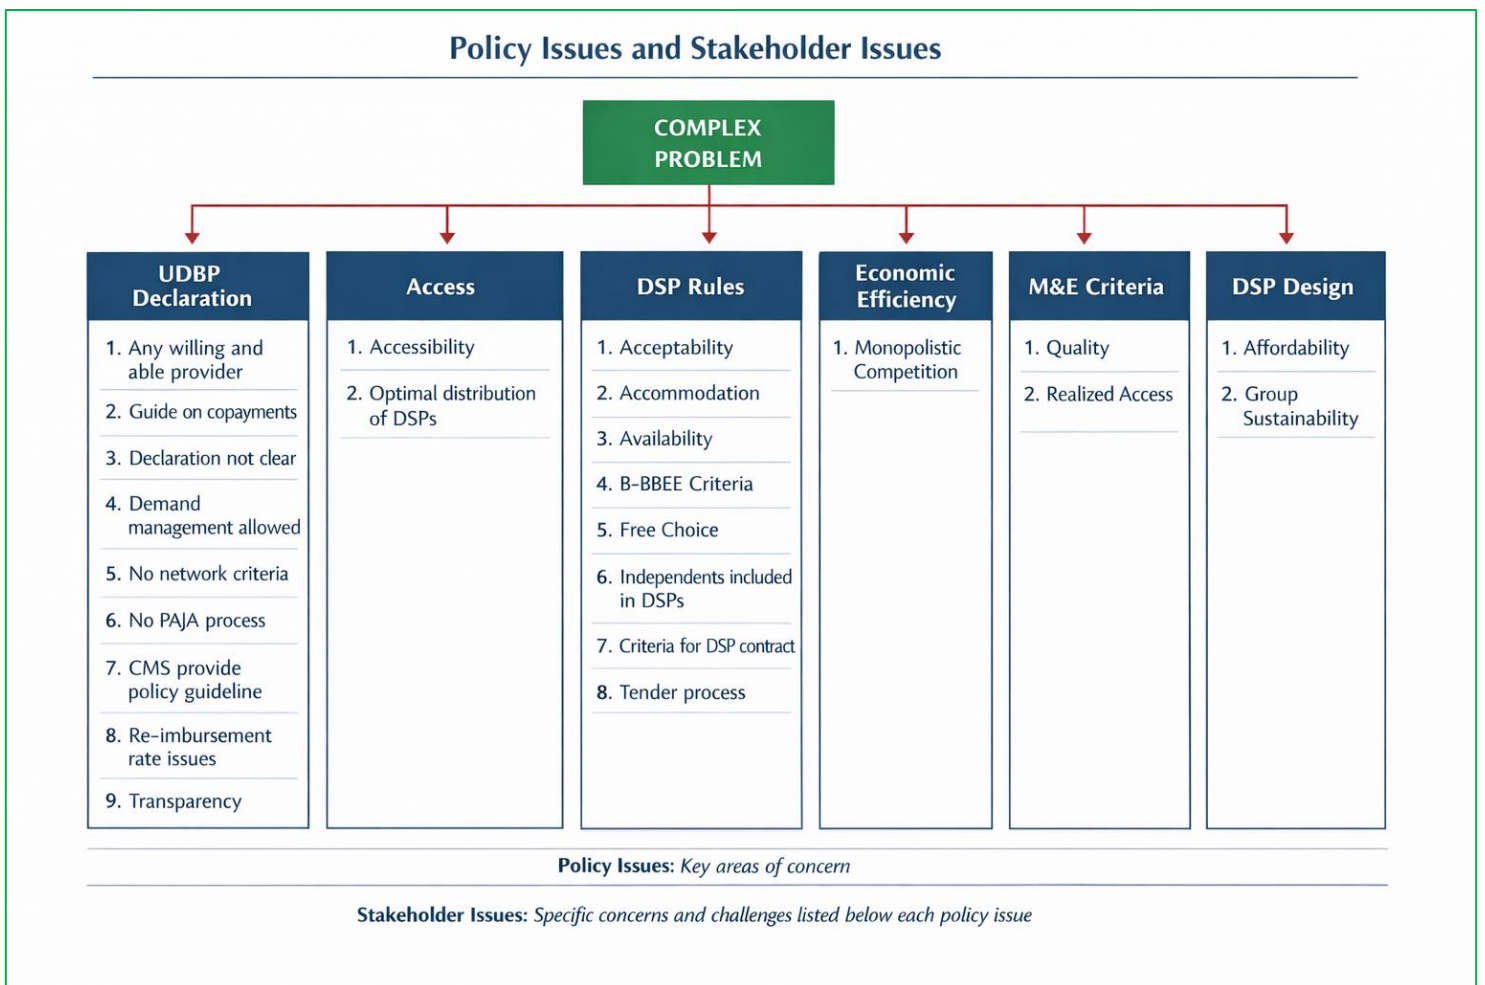 Policy Issues and Stakeholder Issues
COMPLEX
PROBLEM
UDBP
Declaration
1. Any willing and
able provider
2. Guide on copayments
3. Declaration not clear
4. Demand
management allowed
5. No network criteria
6. No PAJA process
7. CMS provide
policy guideline
8. Re-imbursement
rate issues
9. Transparency
Access
1. Accessibility
2. Optimal distribution
of DSPs
DSP Rules
1. Acceptability
2. Accommodation
3. Availability
4. B-BBEE Criteria
5. Free Choice
6. Independents included
in DSPs
7. Criteria for DSP contract
8. Tender process
Economic
Efficiency
1. Monopolistic
Competition
M&E Criteria
1. Quality
2. Realized Access
DSP Design
1. Affordability
2. Group
Sustainability
Policy Issues: Key areas of concern
Stakeholder Issues: Specific concerns and challenges listed below each policy issue